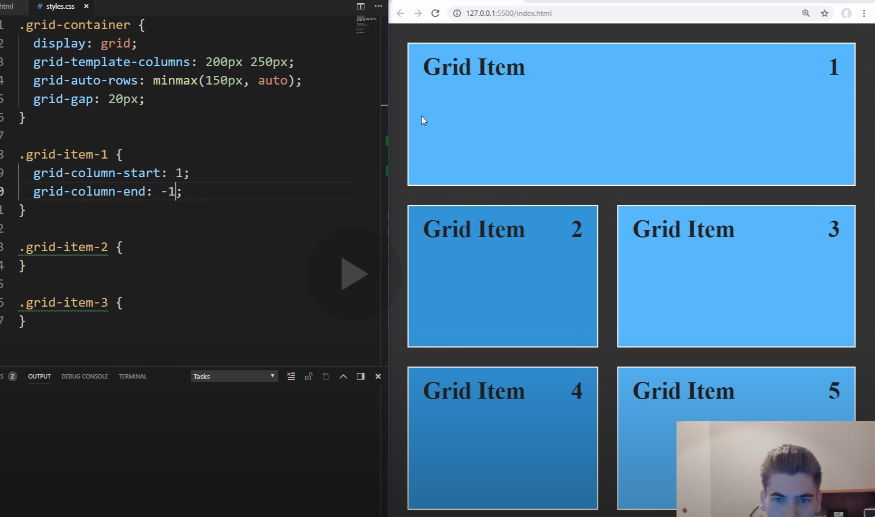 html
# styles.css ×
127.0.0.1:5500/index.html
.grid-container {
display: grid;
grid-template-columns: 200px 250px;
grid-auto-rows: minmax(150px, auto);
grid-gap: 20px;
}
.grid-item-1 {
grid-column-start: 1;
grid-column-end: -1;
}
.grid-item-2 {
}
.grid-item-3 {
}
2 OUTPUT DEBUG CONSOLE TERMINAL Tasks
Grid Item 1
Grid Item 2
Grid Item 3
Grid Item 4
Grid Item 5